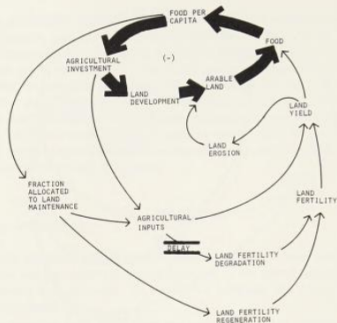 FOOD PER
CAPITA
FOOD
AGRICULTURAL
INVESTMENT
(-)
LAND
DEVELOPMENT
ARABLE
LAND
LAND
YIELD
LAND
EROSION
FRACTION
ALLOCATED
TO LAND
MAINTENANCE
AGRICULTURAL
INPUTS
LAND
FERTILITY
DELAY
LAND FERTILITY
DEGRADATION
LAND FERTILITY
REGENERATION